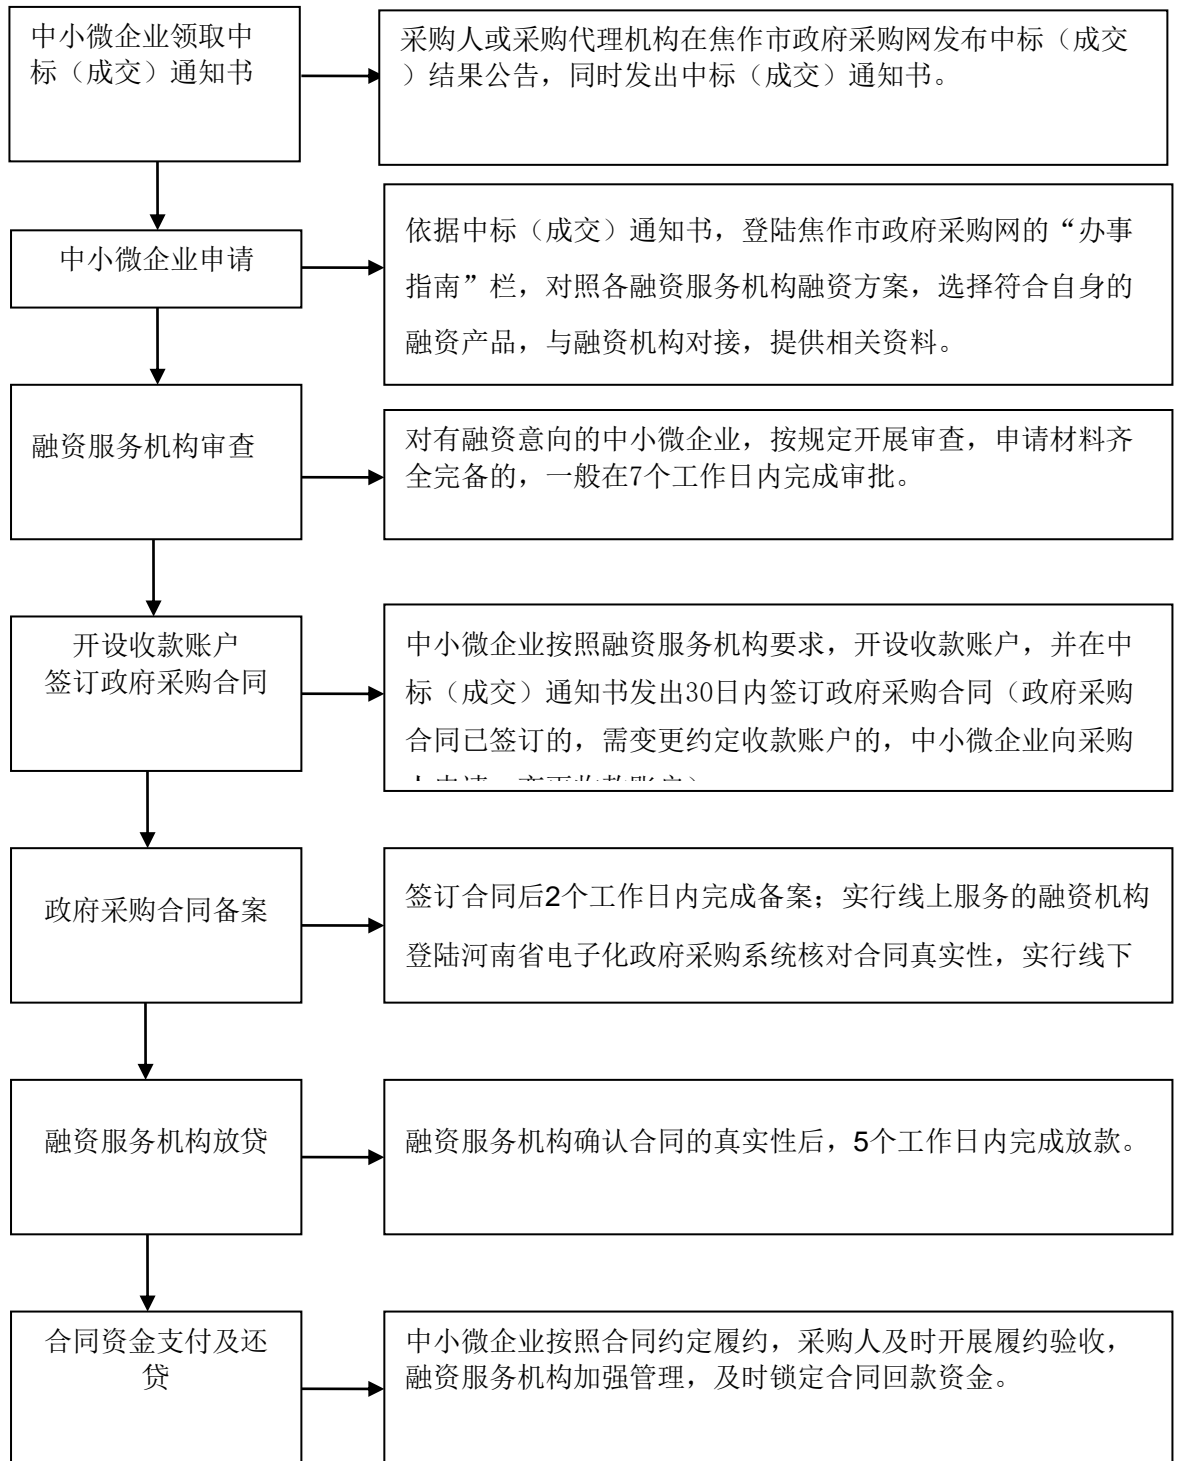 中小微企业领取中
标（成交）通知书
采购人或采购代理机构在焦作市政府采购网发布中标（成交
）结果公告，同时发出中标（成交）通知书。
中小微企业申请
依据中标（成交）通知书，登陆焦作市政府采购网的“办事
指南”栏，对照各融资服务机构融资方案，选择符合自身的
融资产品，与融资机构对接，提供相关资料。
融资服务机构审查
对有融资意向的中小微企业，按规定开展审查，申请材料齐
全完备的，一般在7个工作日内完成审批。
开设收款账户
签订政府采购合同
中小微企业按照融资服务机构要求，开设收款账户，并在中
标（成交）通知书发出30日内签订政府采购合同（政府采购
合同已签订的，需变更约定收款账户的，中小微企业向采购
政府采购合同备案
签订合同后2个工作日内完成备案；实行线上服务的融资机构
登陆河南省电子化政府采购系统核对合同真实性，实行线下
融资服务机构放贷
融资服务机构确认合同的真实性后，5个工作日内完成放款。
合同资金支付及还
贷
中小微企业按照合同约定履约，采购人及时开展履约验收，
融资服务机构加强管理，及时锁定合同回款资金。